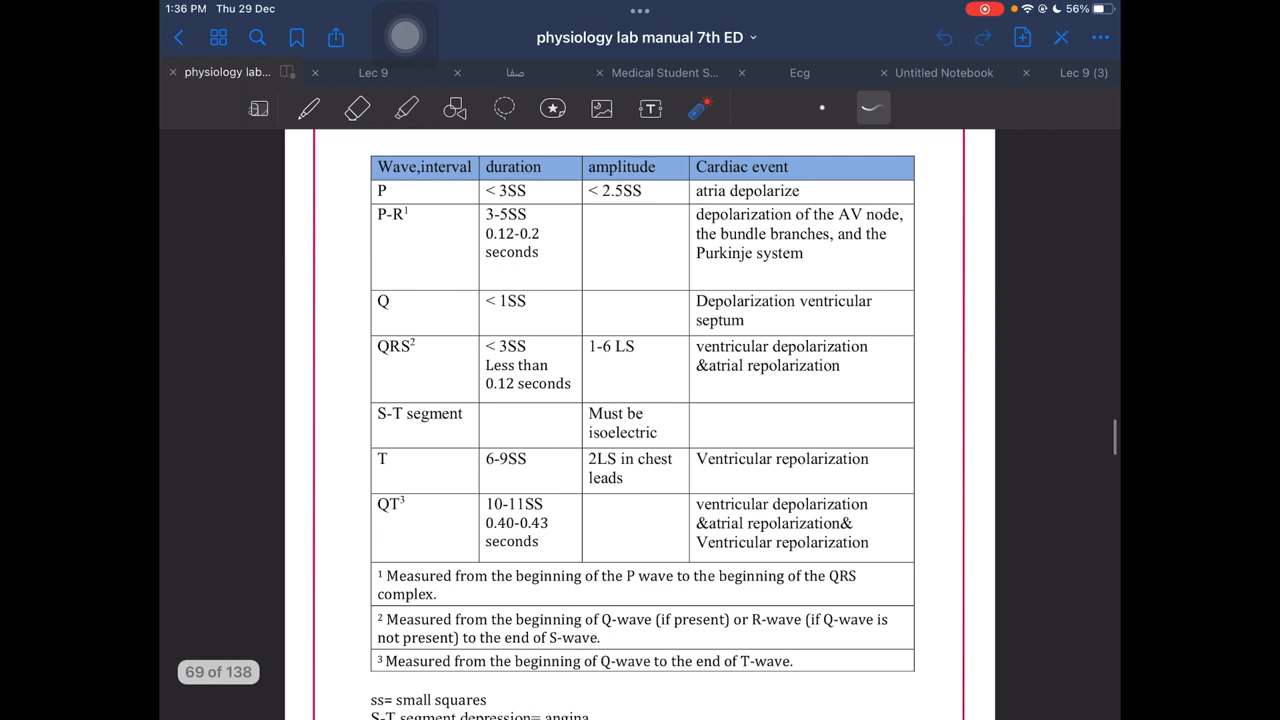 1:36 PM Thu 29 Dec
56%
physiology lab manual 7th ED
physiology lab...
Lec 9
صفا
Medical Student S...
Ecg
Untitled Notebook
Lec 9 (3)
Wave,interval duration amplitude Cardiac event
P < 3SS < 2.5SS atria depolarize
P-R¹ 3-5SS depolarization of the AV node,
0.12-0.2 the bundle branches, and the
seconds Purkinje system
Q < 1SS Depolarization ventricular
septum
QRS² < 3SS 1-6 LS ventricular depolarization
Less than &atrial repolarization
0.12 seconds
S-T segment Must be
isoelectric
T 6-9SS 2LS in chest Ventricular repolarization
leads
QT³ 10-11SS ventricular depolarization
0.40-0.43 &atrial repolarization&
seconds Ventricular repolarization
¹ Measured from the beginning of the P wave to the beginning of the QRS
complex.
² Measured from the beginning of Q-wave (if present) or R-wave (if Q-wave is
not present) to the end of S-wave.
³ Measured from the beginning of Q-wave to the end of T-wave.
69 of 138
ss= small squares
S-T segment depression= angina